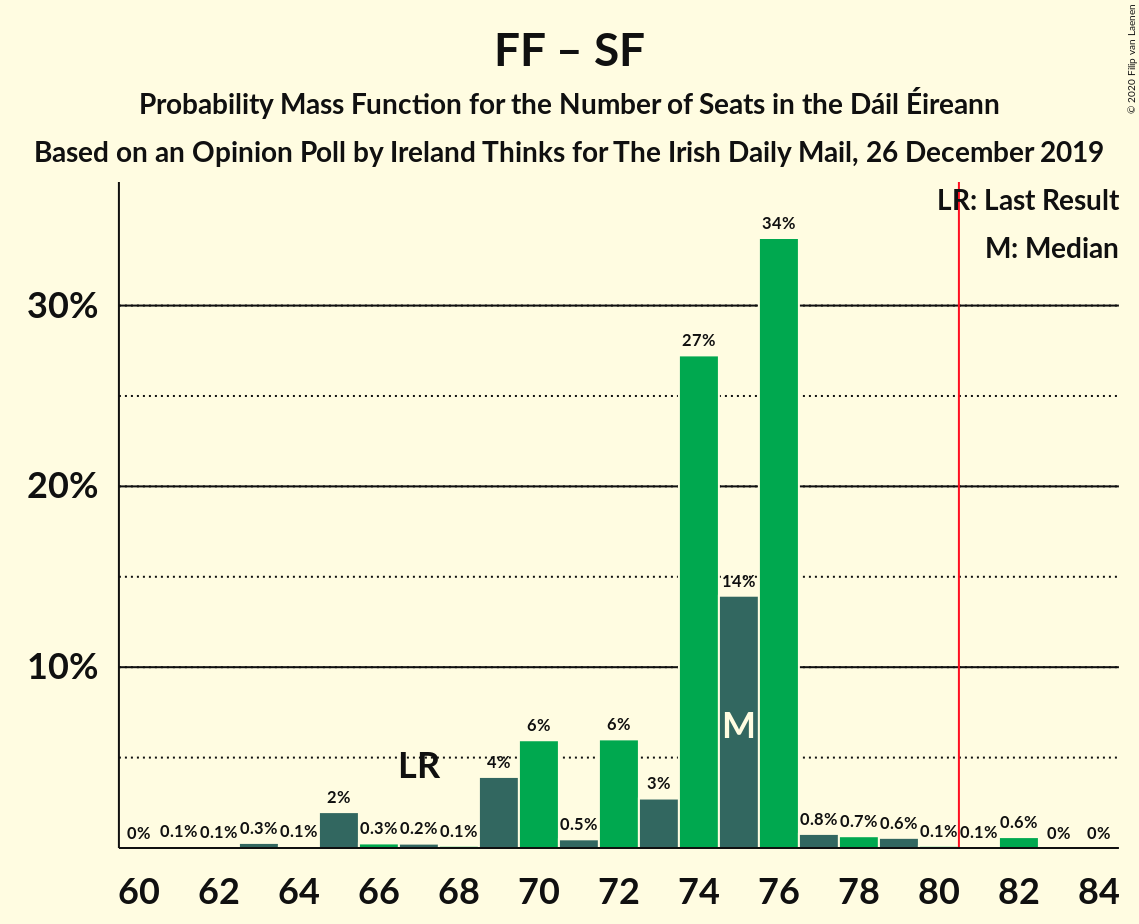 FF – SF
Probability Mass Function for the Number of Seats in the Dáil Éireann
Based on an Opinion Poll by Ireland Thinks for The Irish Daily Mail, 26 December 2019
© 2020 Filip van Laenen
LR: Last Result
M: Median
30%
20%
10%
0% 0.1% 0.1% 0.3% 0.1% 2% 0.3% 0.2% 0.1% 4% 6% 0.5% 6% 3% 27% 14% 34% 0.8% 0.7% 0.6% 0.1% 0.1% 0.6% 0% 0%
LR
M
60 62 64 66 68 70 72 74 76 78 80 82 84